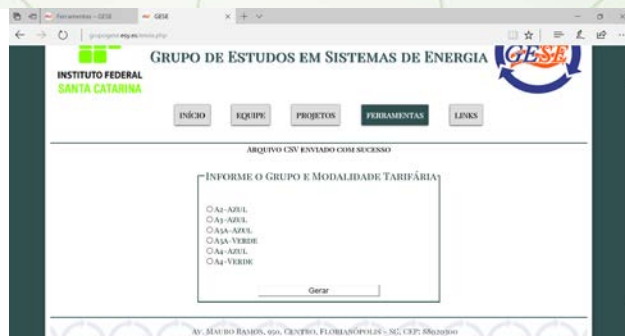 Ferramentas - GESE
GESE
Grupo de Estudos em Sistemas de Energia
GESE
INSTITUTO FEDERAL
SANTA CATARINA
INÍCIO
EQUIPE
PROJETOS
FERRAMENTAS
LINKS
Arquivo CSV enviado com sucesso
Informe o Grupo e Modalidade Tarifária
A2-Azul
A3-Azul
A3A-Azul
A3A-Verde
A4-Azul
A4-Verde
Gerar
Av. Mauro Ramos, 950, Centro, Florianópolis - SC, CEP: 88020300